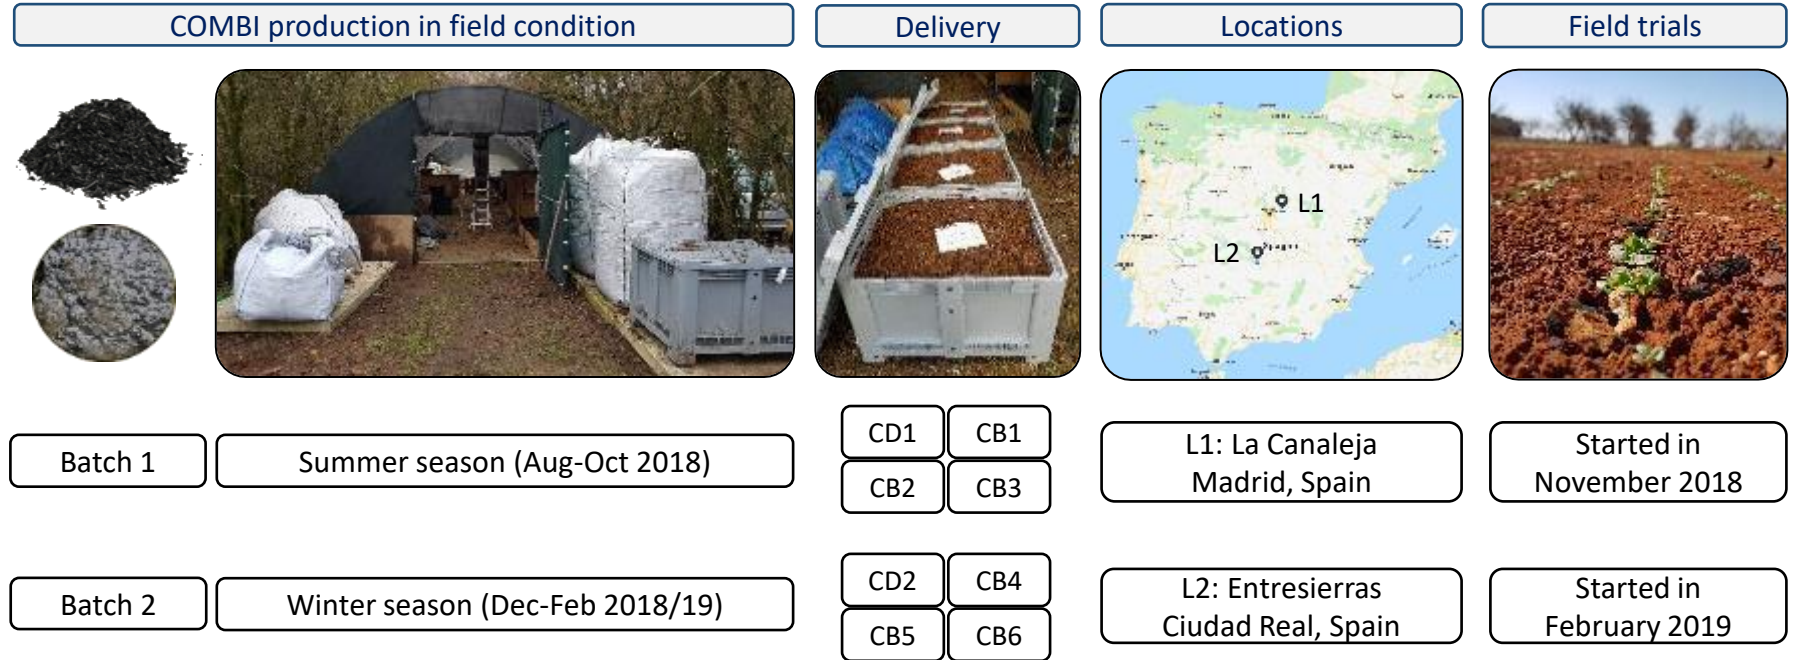 COMBI production in field condition
Delivery
Locations
Field trials
L1
L2
Batch 1
Summer season (Aug-Oct 2018)
CD1
CB1
CB2
CB3
L1: La Canaleja
Madrid, Spain
Started in
November 2018
Batch 2
Winter season (Dec-Feb 2018/19)
CD2
CB4
CB5
CB6
L2: Entresierras
Ciudad Real, Spain
Started in
February 2019